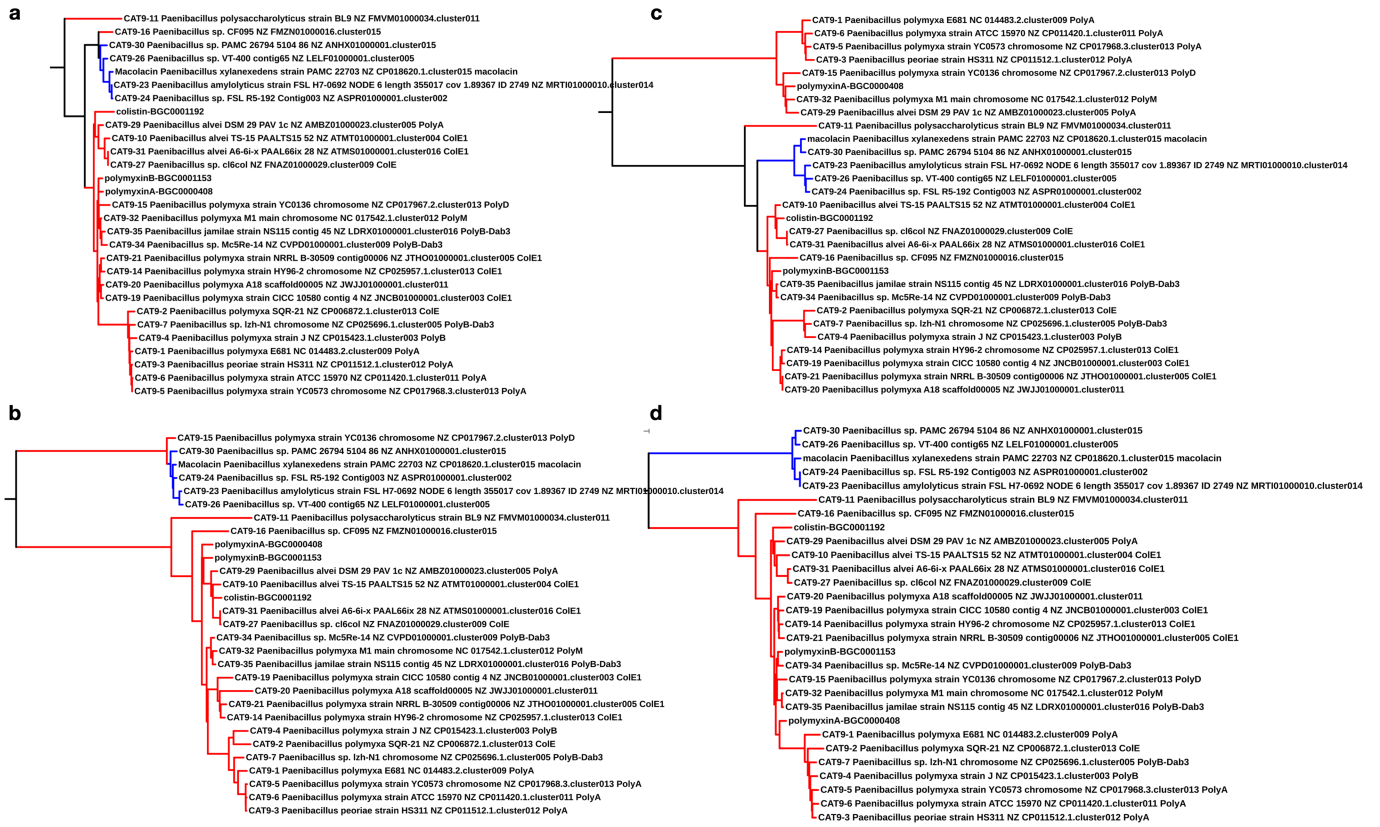 a
CAT9-11 Paenibacillus polysaccharolyticus strain BL9 NZ FMVM01000034.cluster011
CAT9-16 Paenibacillus sp. CF095 NZ FMZN01000016.cluster015
CAT9-30 Paenibacillus sp. PAMC 26794 5104 86 NZ ANHX01000001.cluster015
CAT9-26 Paenibacillus sp. VT-400 contig65 NZ LELF01000001.cluster005
Macolacin Paenibacillus xylanexedens strain PAMC 22703 NZ CP018620.1.cluster015 macolacin
CAT9-23 Paenibacillus amylolyticus strain FSL H7-0692 NODE 6 length 355017 cov 1.89367 ID 2749 NZ MRTI01000010.cluster014
CAT9-24 Paenibacillus sp. FSL R5-192 Contig003 NZ ASPR01000001.cluster002
colistin-BGC0001192
CAT9-29 Paenibacillus alvei DSM 29 PAV 1c NZ AMBZ01000023.cluster005 PolyA
CAT9-10 Paenibacillus alvei TS-15 PAALTS15 52 NZ ATMT01000001.cluster004 ColE1
CAT9-31 Paenibacillus alvei A6-6i-x PAAL66ix 28 NZ ATMS01000001.cluster016 ColE1
CAT9-27 Paenibacillus sp. cl6col NZ FNAZ01000029.cluster009 ColE
polymyxinB-BGC0001153
polymyxinA-BGC0000408
CAT9-15 Paenibacillus polymyxa strain YC0136 chromosome NZ CP017967.2.cluster013 PolyD
CAT9-32 Paenibacillus polymyxa M1 main chromosome NC 017542.1.cluster012 PolyM
CAT9-35 Paenibacillus jamilae strain NS115 contig 45 NZ LDRX01000001.cluster016 PolyB-Dab3
CAT9-34 Paenibacillus sp. Mc5Re-14 NZ CVPD01000001.cluster009 PolyB-Dab3
CAT9-21 Paenibacillus polymyxa strain NRRL B-30509 contig00006 NZ JTHO01000001.cluster005 ColE1
CAT9-14 Paenibacillus polymyxa strain HY96-2 chromosome NZ CP025957.1.cluster013 ColE1
CAT9-20 Paenibacillus polymyxa A18 scaffold00005 NZ JWJJ01000001.cluster011
CAT9-19 Paenibacillus polymyxa strain CICC 10580 contig 4 NZ JNCB01000001.cluster003 ColE1
CAT9-2 Paenibacillus polymyxa SQR-21 NZ CP006872.1.cluster013 ColE
CAT9-7 Paenibacillus sp. lzh-N1 chromosome NZ CP025696.1.cluster005 PolyB-Dab3
CAT9-4 Paenibacillus polymyxa strain J NZ CP015423.1.cluster003 PolyB
CAT9-1 Paenibacillus polymyxa E681 NC 014483.2.cluster009 PolyA
CAT9-3 Paenibacillus peoriae strain HS311 NZ CP011512.1.cluster012 PolyA
CAT9-6 Paenibacillus polymyxa strain ATCC 15970 NZ CP011420.1.cluster011 PolyA
CAT9-5 Paenibacillus polymyxa strain YC0573 chromosome NZ CP017968.3.cluster013 PolyA
b
CAT9-15 Paenibacillus polymyxa strain YC0136 chromosome NZ CP017967.2.cluster013 PolyD
CAT9-30 Paenibacillus sp. PAMC 26794 5104 86 NZ ANHX01000001.cluster015
Macolacin Paenibacillus xylanexedens strain PAMC 22703 NZ CP018620.1.cluster015 macolacin
CAT9-24 Paenibacillus sp. FSL R5-192 Contig003 NZ ASPR01000001.cluster002
CAT9-23 Paenibacillus amylolyticus strain FSL H7-0692 NODE 6 length 355017 cov 1.89367 ID 2749 NZ MRTI01000010.cluster014
CAT9-26 Paenibacillus sp. VT-400 contig65 NZ LELF01000001.cluster005
CAT9-11 Paenibacillus polysaccharolyticus strain BL9 NZ FMVM01000034.cluster011
CAT9-16 Paenibacillus sp. CF095 NZ FMZN01000016.cluster015
polymyxinA-BGC0000408
polymyxinB-BGC0001153
CAT9-29 Paenibacillus alvei DSM 29 PAV 1c NZ AMBZ01000023.cluster005 PolyA
CAT9-10 Paenibacillus alvei TS-15 PAALTS15 52 NZ ATMT01000001.cluster004 ColE1
colistin-BGC0001192
CAT9-31 Paenibacillus alvei A6-6i-x PAAL66ix 28 NZ ATMS01000001.cluster016 ColE1
CAT9-27 Paenibacillus sp. cl6col NZ FNAZ01000029.cluster009 ColE
CAT9-34 Paenibacillus sp. Mc5Re-14 NZ CVPD01000001.cluster009 PolyB-Dab3
CAT9-32 Paenibacillus polymyxa M1 main chromosome NC 017542.1.cluster012 PolyM
CAT9-35 Paenibacillus jamilae strain NS115 contig 45 NZ LDRX01000001.cluster016 PolyB-Dab3
CAT9-19 Paenibacillus polymyxa strain CICC 10580 contig 4 NZ JNCB01000001.cluster003 ColE1
CAT9-20 Paenibacillus polymyxa A18 scaffold00005 NZ JWJJ01000001.cluster011
CAT9-21 Paenibacillus polymyxa strain NRRL B-30509 contig00006 NZ JTHO01000001.cluster005 ColE1
CAT9-14 Paenibacillus polymyxa strain HY96-2 chromosome NZ CP025957.1.cluster013 ColE1
CAT9-4 Paenibacillus polymyxa strain J NZ CP015423.1.cluster003 PolyB
CAT9-2 Paenibacillus polymyxa SQR-21 NZ CP006872.1.cluster013 ColE
CAT9-7 Paenibacillus sp. lzh-N1 chromosome NZ CP025696.1.cluster005 PolyB-Dab3
CAT9-1 Paenibacillus polymyxa E681 NC 014483.2.cluster009 PolyA
CAT9-5 Paenibacillus polymyxa strain YC0573 chromosome NZ CP017968.3.cluster013 PolyA
CAT9-6 Paenibacillus polymyxa strain ATCC 15970 NZ CP011420.1.cluster011 PolyA
CAT9-3 Paenibacillus peoriae strain HS311 NZ CP011512.1.cluster012 PolyA
c
CAT9-1 Paenibacillus polymyxa E681 NC 014483.2.cluster009 PolyA
CAT9-6 Paenibacillus polymyxa strain ATCC 15970 NZ CP011420.1.cluster011 PolyA
CAT9-5 Paenibacillus polymyxa strain YC0573 chromosome NZ CP017968.3.cluster013 PolyA
CAT9-3 Paenibacillus peoriae strain HS311 NZ CP011512.1.cluster012 PolyA
CAT9-15 Paenibacillus polymyxa strain YC0136 chromosome NZ CP017967.2.cluster013 PolyD
polymyxinA-BGC0000408
CAT9-32 Paenibacillus polymyxa M1 main chromosome NC 017542.1.cluster012 PolyM
CAT9-29 Paenibacillus alvei DSM 29 PAV 1c NZ AMBZ01000023.cluster005 PolyA
CAT9-11 Paenibacillus polysaccharolyticus strain BL9 NZ FMVM01000034.cluster011
macolacin Paenibacillus xylanexedens strain PAMC 22703 NZ CP018620.1.cluster015 macolacin
CAT9-30 Paenibacillus sp. PAMC 26794 5104 86 NZ ANHX01000001.cluster015
CAT9-23 Paenibacillus amylolyticus strain FSL H7-0692 NODE 6 length 355017 cov 1.89367 ID 2749 NZ MRTI01000010.cluster014
CAT9-26 Paenibacillus sp. VT-400 contig65 NZ LELF01000001.cluster005
CAT9-24 Paenibacillus sp. FSL R5-192 Contig003 NZ ASPR01000001.cluster002
CAT9-10 Paenibacillus alvei TS-15 PAALTS15 52 NZ ATMT01000001.cluster004 ColE1
colistin-BGC0001192
CAT9-27 Paenibacillus sp. cl6col NZ FNAZ01000029.cluster009 ColE
CAT9-31 Paenibacillus alvei A6-6i-x PAAL66ix 28 NZ ATMS01000001.cluster016 ColE1
CAT9-16 Paenibacillus sp. CF095 NZ FMZN01000016.cluster015
polymyxinB-BGC0001153
CAT9-35 Paenibacillus jamilae strain NS115 contig 45 NZ LDRX01000001.cluster016 PolyB-Dab3
CAT9-34 Paenibacillus sp. Mc5Re-14 NZ CVPD01000001.cluster009 PolyB-Dab3
CAT9-2 Paenibacillus polymyxa SQR-21 NZ CP006872.1.cluster013 ColE
CAT9-7 Paenibacillus sp. lzh-N1 chromosome NZ CP025696.1.cluster005 PolyB-Dab3
CAT9-4 Paenibacillus polymyxa strain J NZ CP015423.1.cluster003 PolyB
CAT9-14 Paenibacillus polymyxa strain HY96-2 chromosome NZ CP025957.1.cluster013 ColE1
CAT9-19 Paenibacillus polymyxa strain CICC 10580 contig 4 NZ JNCB01000001.cluster003 ColE1
CAT9-21 Paenibacillus polymyxa strain NRRL B-30509 contig00006 NZ JTHO01000001.cluster005 ColE1
CAT9-20 Paenibacillus polymyxa A18 scaffold00005 NZ JWJJ01000001.cluster011
d
CAT9-30 Paenibacillus sp. PAMC 26794 5104 86 NZ ANHX01000001.cluster015
CAT9-26 Paenibacillus sp. VT-400 contig65 NZ LELF01000001.cluster005
macolacin Paenibacillus xylanexedens strain PAMC 22703 NZ CP018620.1.cluster015 macolacin
CAT9-24 Paenibacillus sp. FSL R5-192 Contig003 NZ ASPR01000001.cluster002
CAT9-23 Paenibacillus amylolyticus strain FSL H7-0692 NODE 6 length 355017 cov 1.89367 ID 2749 NZ MRTI01000010.cluster014
CAT9-11 Paenibacillus polysaccharolyticus strain BL9 NZ FMVM01000034.cluster011
CAT9-16 Paenibacillus sp. CF095 NZ FMZN01000016.cluster015
colistin-BGC0001192
CAT9-29 Paenibacillus alvei DSM 29 PAV 1c NZ AMBZ01000023.cluster005 PolyA
CAT9-10 Paenibacillus alvei TS-15 PAALTS15 52 NZ ATMT01000001.cluster004 ColE1
CAT9-31 Paenibacillus alvei A6-6i-x PAAL66ix 28 NZ ATMS01000001.cluster016 ColE1
CAT9-27 Paenibacillus sp. cl6col NZ FNAZ01000029.cluster009 ColE
CAT9-20 Paenibacillus polymyxa A18 scaffold00005 NZ JWJJ01000001.cluster011
CAT9-19 Paenibacillus polymyxa strain CICC 10580 contig 4 NZ JNCB01000001.cluster003 ColE1
CAT9-14 Paenibacillus polymyxa strain HY96-2 chromosome NZ CP025957.1.cluster013 ColE1
CAT9-21 Paenibacillus polymyxa strain NRRL B-30509 contig00006 NZ JTHO01000001.cluster005 ColE1
polymyxinB-BGC0001153
CAT9-34 Paenibacillus sp. Mc5Re-14 NZ CVPD01000001.cluster009 PolyB-Dab3
CAT9-15 Paenibacillus polymyxa strain YC0136 chromosome NZ CP017967.2.cluster013 PolyD
CAT9-32 Paenibacillus polymyxa M1 main chromosome NC 017542.1.cluster012 PolyM
CAT9-35 Paenibacillus jamilae strain NS115 contig 45 NZ LDRX01000001.cluster016 PolyB-Dab3
polymyxinA-BGC0000408
CAT9-1 Paenibacillus polymyxa E681 NC 014483.2.cluster009 PolyA
CAT9-2 Paenibacillus polymyxa SQR-21 NZ CP006872.1.cluster013 ColE
CAT9-7 Paenibacillus sp. lzh-N1 chromosome NZ CP025696.1.cluster005 PolyB-Dab3
CAT9-4 Paenibacillus polymyxa strain J NZ CP015423.1.cluster003 PolyB
CAT9-5 Paenibacillus polymyxa strain YC0573 chromosome NZ CP017968.3.cluster013 PolyA
CAT9-6 Paenibacillus polymyxa strain ATCC 15970 NZ CP011420.1.cluster011 PolyA
CAT9-3 Paenibacillus peoriae strain HS311 NZ CP011512.1.cluster012 PolyA